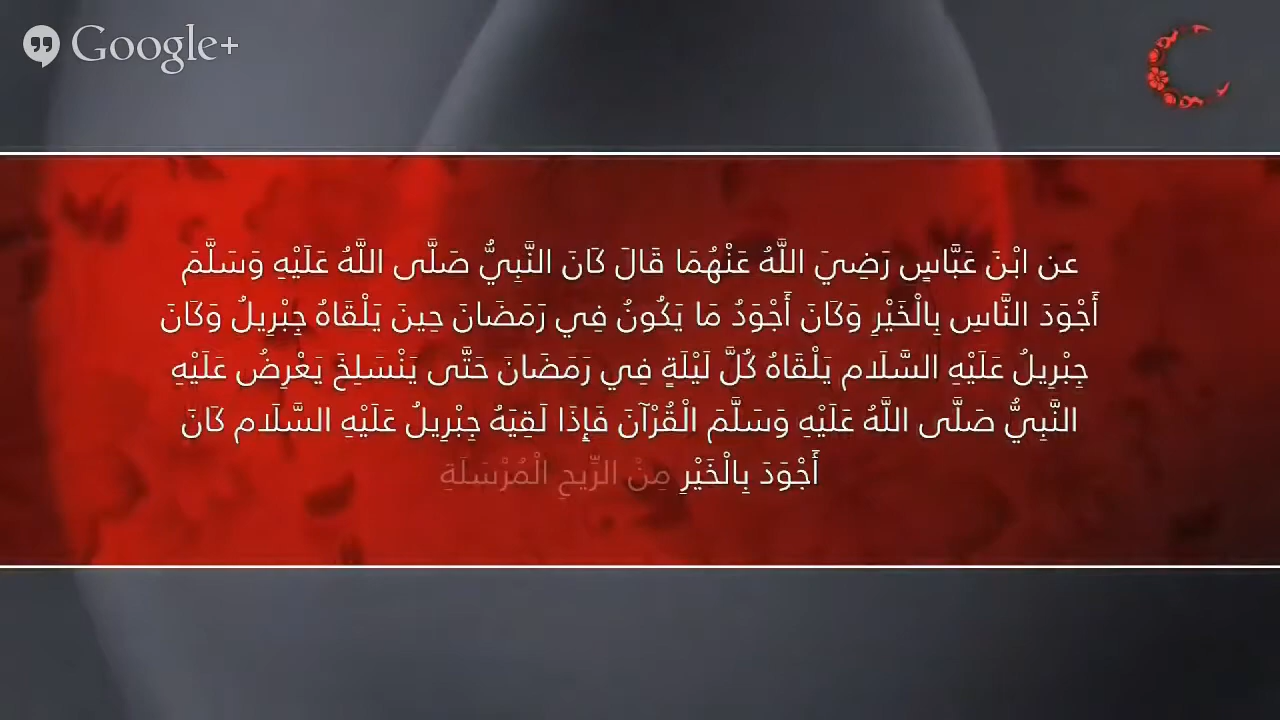 Google+
عن ابْنَ عَبَّاسٍ رَضِيَ اللَّهُ عَنْهُمَا قَالَ كَانَ النَّبِيُّ صَلَّى اللَّهُ عَلَيْهِ وَسَلَّمَ
أَجْوَدَ النَّاسِ بِالْخَيْرِ وَكَانَ أَجْوَدُ مَا يَكُونُ فِي رَمَضَانَ حِينَ يَلْقَاهُ جِبْرِيلُ وَكَانَ
جِبْرِيلُ عَلَيْهِ السَّلَام يَلْقَاهُ كُلَّ لَيْلَةٍ فِي رَمَضَانَ حَتَّى يَنْسَلِخَ يَعْرِضُ عَلَيْهِ
النَّبِيُّ صَلَّى اللَّهُ عَلَيْهِ وَسَلَّمَ الْقُرْآنَ فَإِذَا لَقِيَهُ جِبْرِيلُ عَلَيْهِ السَّلَام كَانَ
أَجْوَدَ بِالْخَيْرِ مِنْ الرِّيحِ الْمُرْسَلَةِ